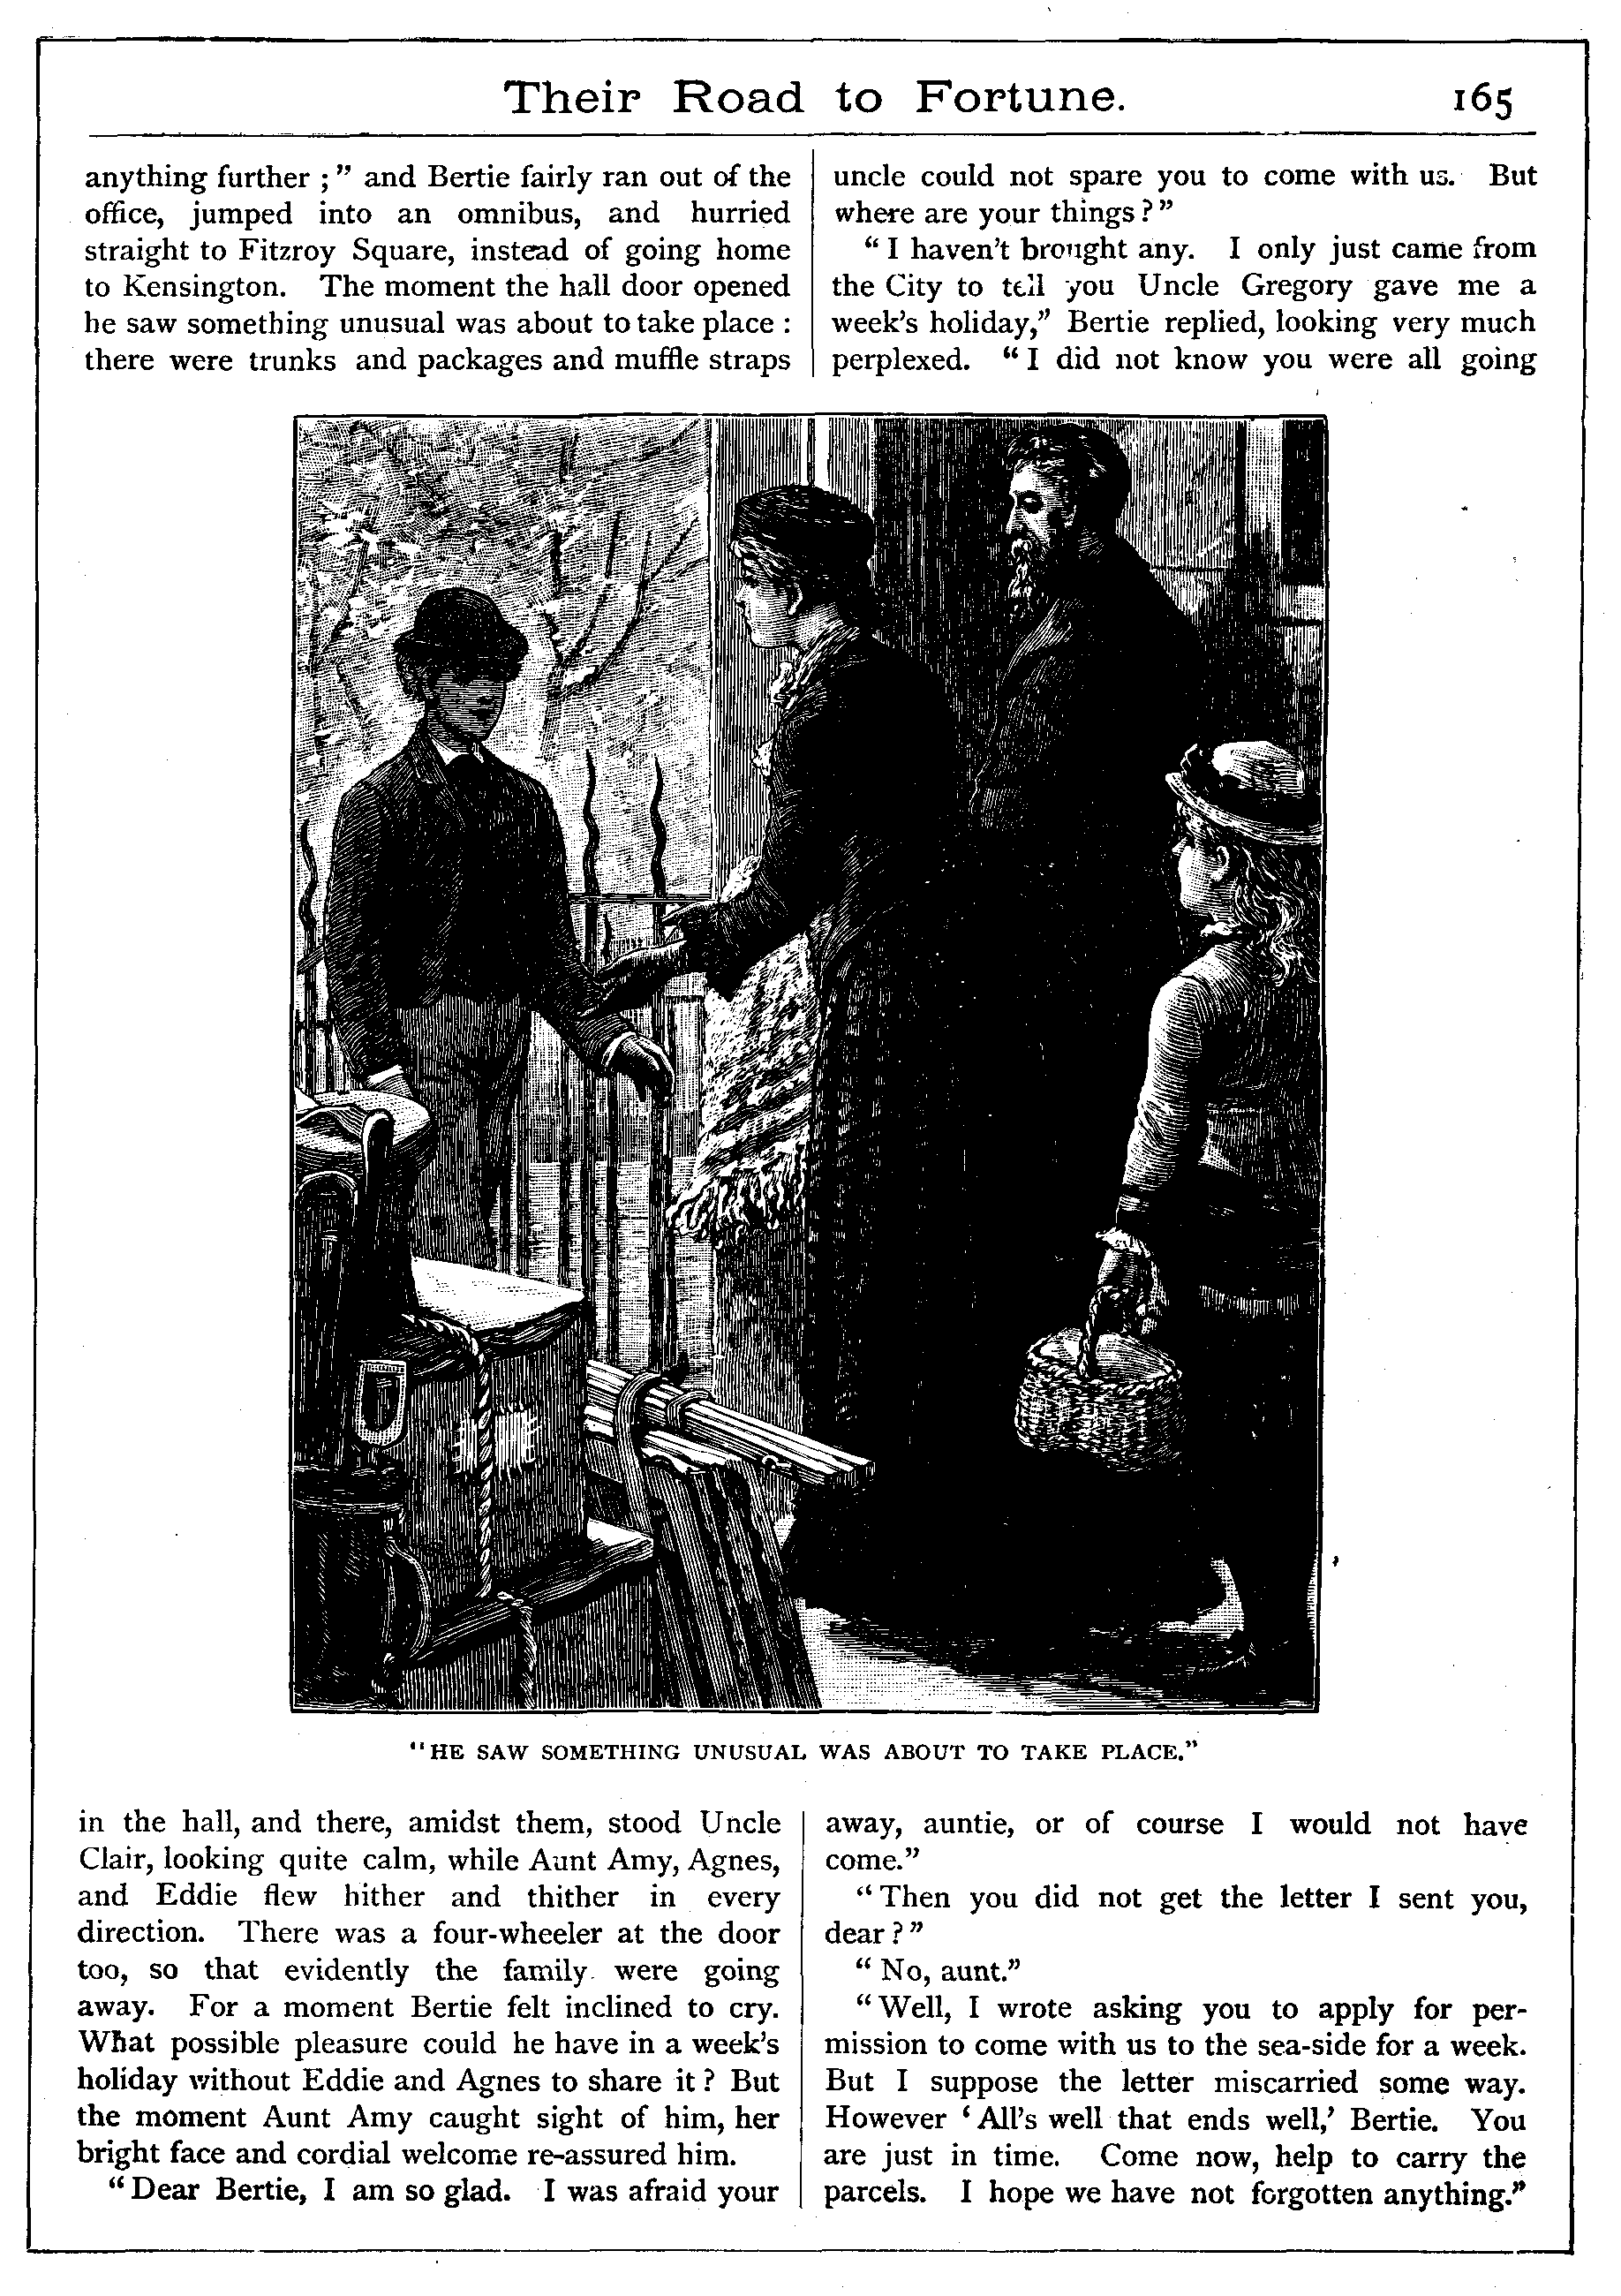 Their Road to Fortune.
165
anything further ;" and Bertie fairly ran out of the
office, jumped into an omnibus, and hurried
straight to Fitzroy Square, instead of going home
to Kensington. The moment the hall door opened
he saw something unusual was about to take place :
there were trunks and packages and muffle straps
in the hall, and there, amidst them, stood Uncle
Clair, looking quite calm, while Aunt Amy, Agnes,
and Eddie flew hither and thither in every
direction. There was a four-wheeler at the door
too, so that evidently the family were going
away. For a moment Bertie felt inclined to cry.
What possible pleasure could he have in a week's
holiday without Eddie and Agnes to share it? But
the moment Aunt Amy caught sight of him, her
bright face and cordial welcome re-assured him.
"Dear Bertie, I am so glad. I was afraid your
uncle could not spare you to come with us. But
where are your things?"
"I haven't brought any. I only just came from
the City to tell you Uncle Gregory gave me a
week's holiday," Bertie replied, looking very much
perplexed. "I did not know you were all going
away, auntie, or of course I would not have
come."
"Then you did not get the letter I sent you,
dear?"
"No, aunt."
"Well, I wrote asking you to apply for per-
mission to come with us to the sea-side for a week.
But I suppose the letter miscarried some way.
However 'All's well that ends well,' Bertie. You
are just in time. Come now, help to carry the
parcels. I hope we have not forgotten anything."
"HE SAW SOMETHING UNUSUAL WAS ABOUT TO TAKE PLACE."